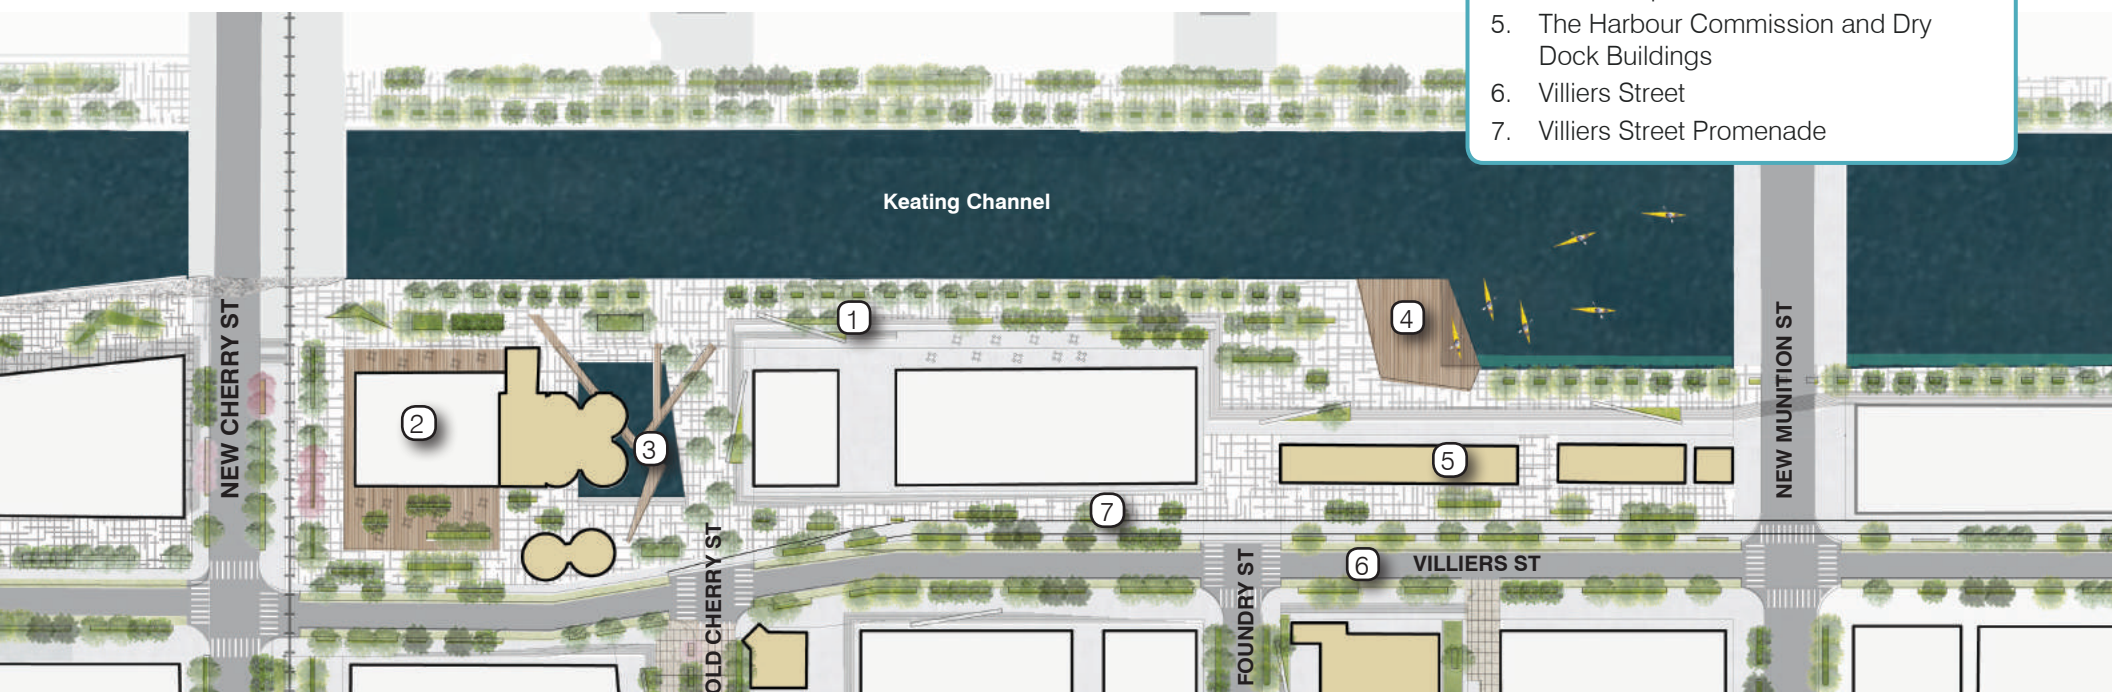 5. The Harbour Commission and Dry
Dock Buildings
6. Villiers Street
7. Villiers Street Promenade
Keating Channel
1
4
2
3
5
7
6
NEW CHERRY ST
OLD CHERRY ST
FOUNDRY ST
VILLIERS ST
NEW MUNITION ST